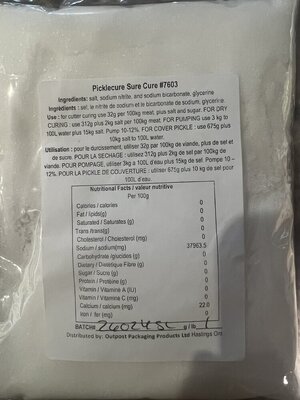 Picklecure Sure Cure #7603
Ingredients: salt, sodium nitrite, and sodium bicarbonate, glycerine
Ingredients : sel, le nitrite de sodium et le bicarbonate de sodium, glycerine
Use : for cutter curing use 32g per 100kg meat, plus salt and sugar. FOR DRY
CURING : use 312g plus 2kg salt per 100kg meat. FOR PUMPING use 3 kg to
100L water plus 15kg salt. Pump 10-12%. FOR COVER PICKLE : use 675g plus
10kg salt to 100L water.
Utilisation : pour le durcissement, utiliser 32g par 100kg de viande, plus de sel et
de sucre. POUR LA SECHAGE : utilisez 312g plus 2kg de sel par 100kg de
viande. POUR POMPAGE, utiliser 3kg a 100L d'eau plus 15kg de sel. Pompe 10 –
12%. POUR LA PICKLE DE COUVERTURE : utiliser 675g plus 10 kg de sel pour
100L d'eau.
Nutritional Facts / valeur nutritive
Per 100g
Calories / calories 0
Fat / lipids(g) 0
Saturated / Saturates (g) 0
Trans /trans(g) 0
Cholesterol / Cholesterol (mg) 0
Sodium / sodium(mg) 37963.5
Carbohydrate /glucides (g) 0
Dietary / Dietetique Fibre (g) 0
Sugar / Sucre (g) 0
Protein / Protéine (g) 0
Vitamin / Vitamine A (IU) 0
Vitamin / Vitamine C (mg) 0
Calcium / calcium (mg) 22.0
Iron / fer (mg) 0
BATCH# g / lb 1
Distributed by: Outpost Packaging Products Ltd Hastings Ont